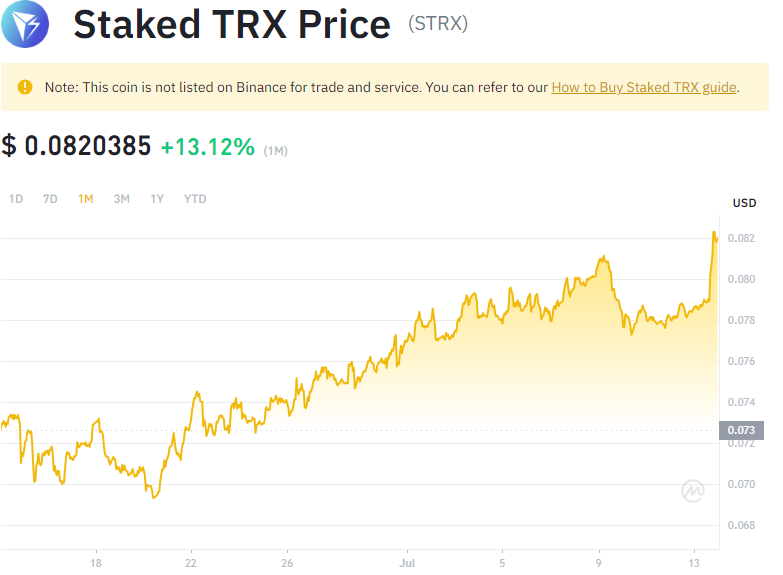 Staked TRX Price (STRX)
Note: This coin is not listed on Binance for trade and service. You can refer to our How to Buy Staked TRX guide.
$ 0.0820385 +13.12% (1M)
1D 7D 1M 3M 1Y YTD
USD
0.082
0.080
0.078
0.076
0.074
0.073
0.072
0.070
0.068
18 22 26 Jul 5 9 13